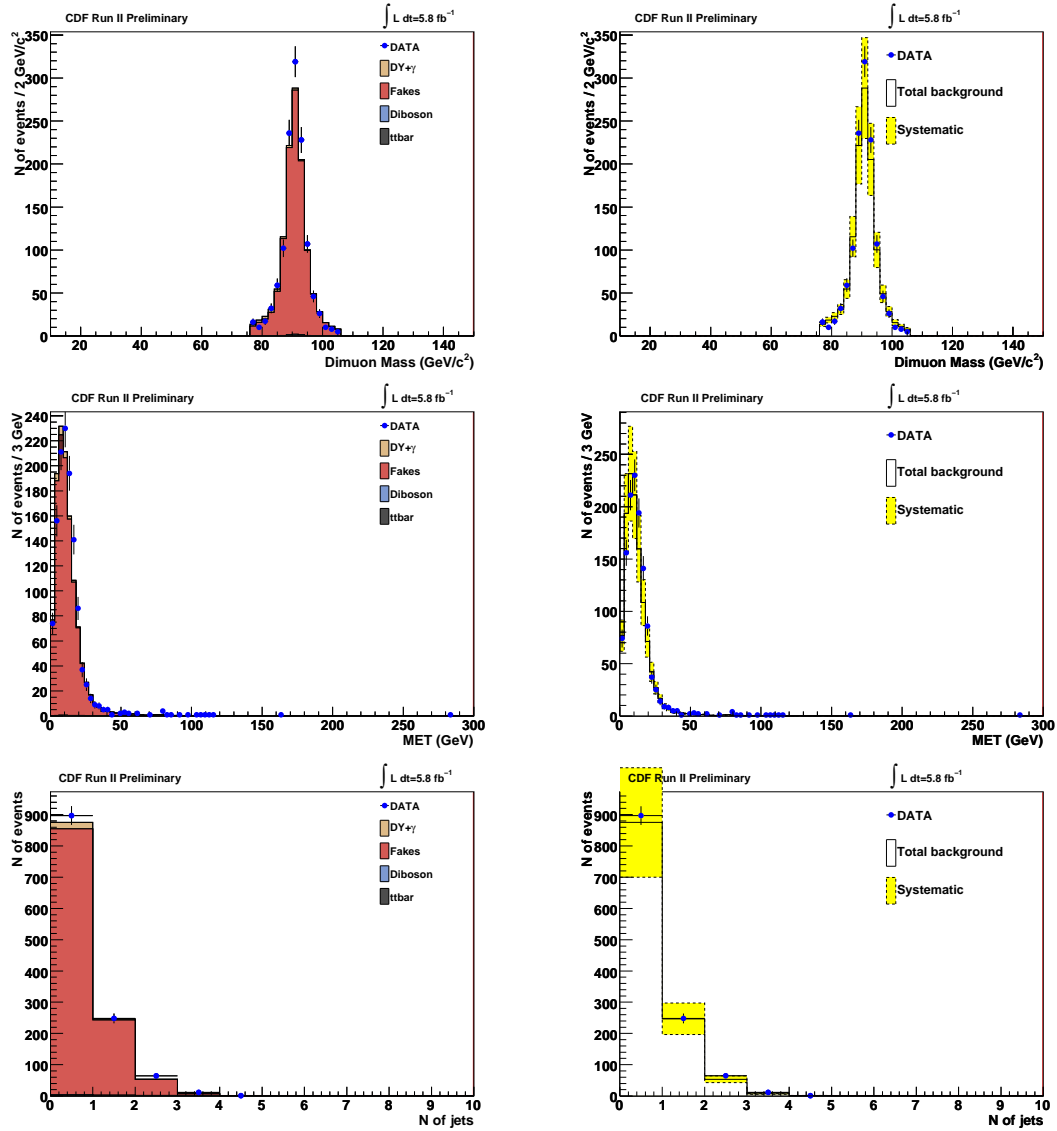 CDF Run II Preliminary
∫ L dt=5.8 fb⁻¹
N of events / 2 GeV/c²
350
300
250
200
150
100
50
0
DATA
DY+γ
Fakes
Diboson
ttbar
20 40 60 80 100 120 140
Dimuon Mass (GeV/c²)
CDF Run II Preliminary
∫ L dt=5.8 fb⁻¹
N of events / 2 GeV/c²
350
300
250
200
150
100
50
0
DATA
Total background
Systematic
20 40 60 80 100 120 140
Dimuon Mass (GeV/c²)
CDF Run II Preliminary
∫ L dt=5.8 fb⁻¹
N of events / 3 GeV
240
220
200
180
160
140
120
100
80
60
40
20
0
DATA
DY+γ
Fakes
Diboson
ttbar
0 50 100 150 200 250 300
MET (GeV)
CDF Run II Preliminary
∫ L dt=5.8 fb⁻¹
N of events / 3 GeV
250
200
150
100
50
0
DATA
Total background
Systematic
0 50 100 150 200 250 300
MET (GeV)
CDF Run II Preliminary
∫ L dt=5.8 fb⁻¹
N of events
900
800
700
600
500
400
300
200
100
0
DATA
DY+γ
Fakes
Diboson
ttbar
0 1 2 3 4 5 6 7 8 9 10
N of jets
CDF Run II Preliminary
∫ L dt=5.8 fb⁻¹
N of events
900
800
700
600
500
400
300
200
100
0
DATA
Total background
Systematic
0 1 2 3 4 5 6 7 8 9 10
N of jets